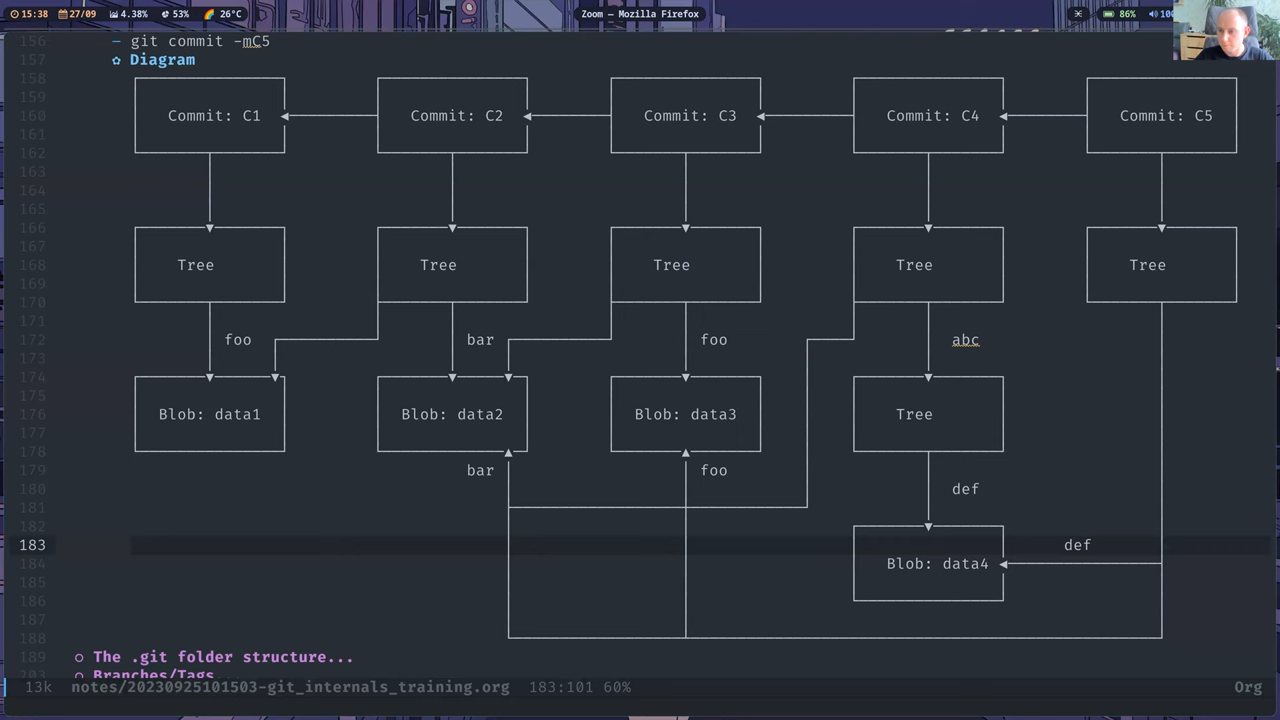 15:38 27/09 4.38% 53% 26°C Zoom — Mozilla Firefox 86%
156 – git commit -mC5
157 ✿ Diagram
158
159
160 Commit: C1 Commit: C2 Commit: C3 Commit: C4 Commit: C5
161
162
163
164
165
166
167
168 Tree Tree Tree Tree Tree
169
170
171
172 foo bar foo abc
173
174
175
176 Blob: data1 Blob: data2 Blob: data3 Tree
177
178
179 bar foo
180 def
181
182
183 def
184 Blob: data4
185
186
187
188
189 ○ The .git folder structure...
203 ○ Branches/Tags
13k notes/20230925101503-git_internals_training.org 183:101 60% Org